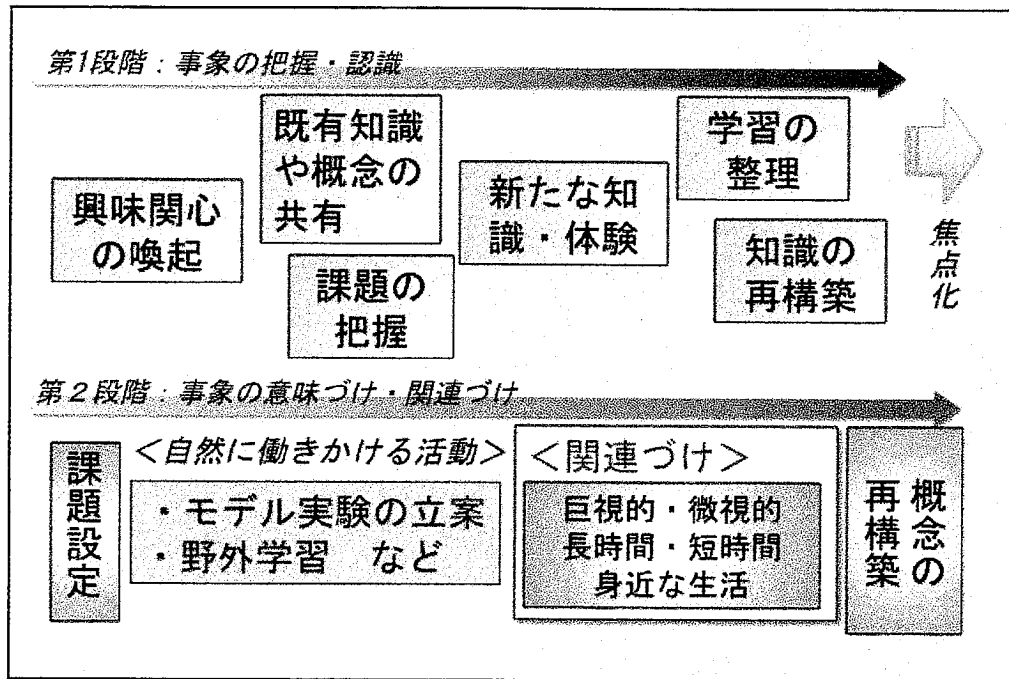 第1段階：事象の把握・認識
興味関心
の喚起
既有知識
や概念の
共有
課題の
把握
新たな知
識・体験
学習の
整理
知識の
再構築
焦点化
第２段階：事象の意味づけ・関連づけ
課題設定
＜自然に働きかける活動＞
・モデル実験の立案
・野外学習　など
＜関連づけ＞
巨視的・微視的
長時間・短時間
身近な生活
概念の
再構築